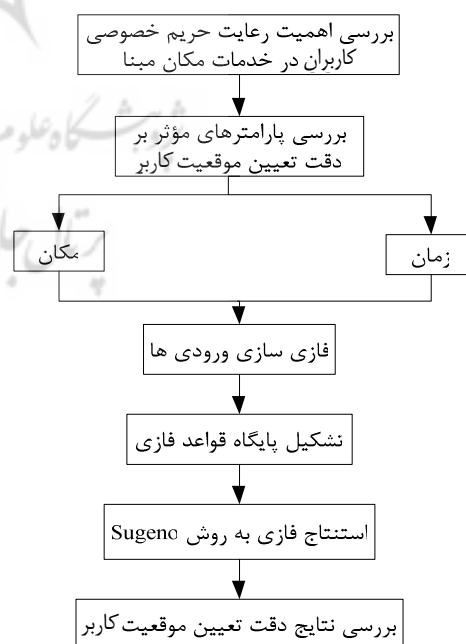 بررسی اهمیت رعایت حریم خصوصی
کاربران در خدمات مکان مبنا
بررسی پارامترهای مؤثر بر
دقت تعیین موقعیت کاربر
زمان
مکان
فازی سازی ورودی ها
تشکیل پایگاه قواعد فازی
استنتاج فازی به روش Sugeno
بررسی نتایج دقت تعیین موقعیت کاربر